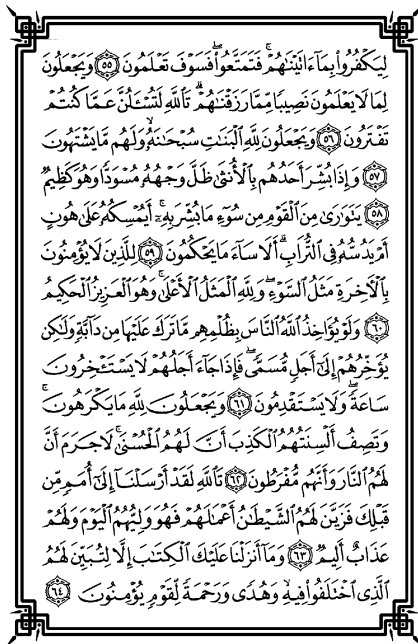 لِيَكْفُرُوا۟ بِمَآ ءَاتَيْنَـٰهُمْ ۚ فَتَمَتَّعُوا۟ ۖ فَسَوْفَ تَعْلَمُونَ ٥٥ وَيَجْعَلُونَ
لِمَا لَا يَعْلَمُونَ نَصِيبًا مِّمَّا رَزَقْنَـٰهُمْ ۗ تَٱللَّهِ لَتُسْـَٔلُنَّ عَمَّا كُنتُمْ
تَفْتَرُونَ ٥٦ وَيَجْعَلُونَ لِلَّهِ ٱلْبَنَـٰتِ سُبْحَـٰنَهُۥ ۙ وَلَهُم مَّا يَشْتَهُونَ
٥٧ وَإِذَا بُشِّرَ أَحَدُهُم بِٱلْأُنثَىٰ ظَلَّ وَجْهُهُۥ مُسْوَدًّا وَهُوَ كَظِيمٌ
٥٨ يَتَوَٰرَىٰ مِنَ ٱلْقَوْمِ مِن سُوٓءِ مَا بُشِّرَ بِهِۦٓ ۚ أَيُمْسِكُهُۥ عَلَىٰ هُونٍ
أَمْ يَدُسُّهُۥ فِى ٱلتُّرَابِ ۗ أَلَا سَآءَ مَا يَحْكُمُونَ ٥٩ لِلَّذِينَ لَا يُؤْمِنُونَ
بِٱلْـَٔاخِرَةِ مَثَلُ ٱلسَّوْءِ ۖ وَلِلَّهِ ٱلْمَثَلُ ٱلْأَعْلَىٰ ۚ وَهُوَ ٱلْعَزِيزُ ٱلْحَكِيمُ
٦٠ وَلَوْ يُؤَاخِذُ ٱللَّهُ ٱلنَّاسَ بِظُلْمِهِم مَّا تَرَكَ عَلَيْهَا مِن دَآبَّةٍ وَلَـٰكِن
يُؤَخِّرُهُمْ إِلَىٰٓ أَجَلٍ مُّسَمًّى ۖ فَإِذَا جَآءَ أَجَلُهُمْ لَا يَسْتَـْٔخِرُونَ
سَاعَةً ۖ وَلَا يَسْتَقْدِمُونَ ٦١ وَيَجْعَلُونَ لِلَّهِ مَا يَكْرَهُونَ ۚ
وَتَصِفُ أَلْسِنَتُهُمُ ٱلْكَذِبَ أَنَّ لَهُمُ ٱلْحُسْنَىٰ ۖ لَا جَرَمَ أَنَّ
لَهُمُ ٱلنَّارَ وَأَنَّهُم مُّفْرَطُونَ ٦٢ تَٱللَّهِ لَقَدْ أَرْسَلْنَآ إِلَىٰٓ أُمَمٍ مِّن
قَبْلِكَ فَزَيَّنَ لَهُمُ ٱلشَّيْطَـٰنُ أَعْمَـٰلَهُمْ فَهُوَ وَلِيُّهُمُ ٱلْيَوْمَ وَلَهُمْ
عَذَابٌ أَلِيمٌ ٦٣ وَمَآ أَنزَلْنَا عَلَيْكَ ٱلْكِتَـٰبَ إِلَّا لِتُبَيِّنَ لَهُمُ
ٱلَّذِى ٱخْتَلَفُوا۟ فِيهِ ۙ وَهُدًى وَرَحْمَةً لِّقَوْمٍ يُؤْمِنُونَ ٦٤